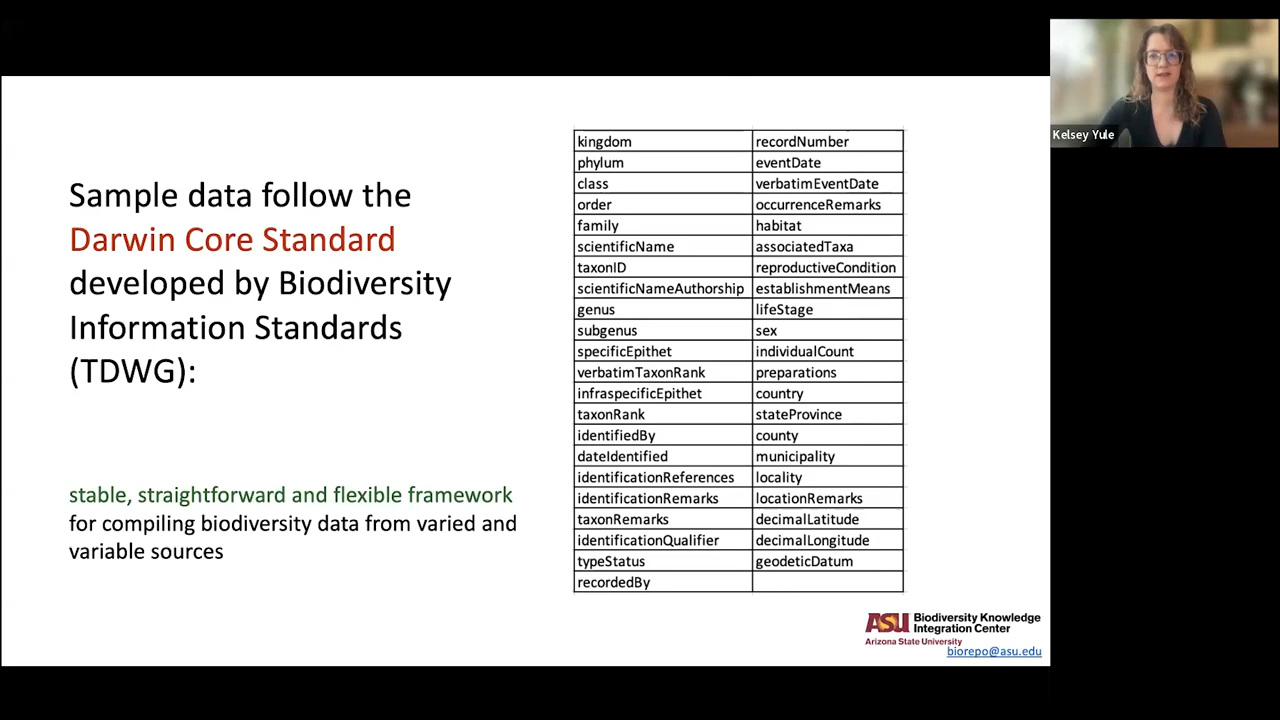 Kelsey Yule
Sample data follow the
Darwin Core Standard
developed by Biodiversity
Information Standards
(TDWG):
stable, straightforward and flexible framework
for compiling biodiversity data from varied and
variable sources
kingdom recordNumber
phylum eventDate
class verbatimEventDate
order occurrenceRemarks
family habitat
scientificName associatedTaxa
taxonID reproductiveCondition
scientificNameAuthorship establishmentMeans
genus lifeStage
subgenus sex
specificEpithet individualCount
verbatimTaxonRank preparations
infraspecificEpithet country
taxonRank stateProvince
identifiedBy county
dateIdentified municipality
identificationReferences locality
identificationRemarks locationRemarks
taxonRemarks decimalLatitude
identificationQualifier decimalLongitude
typeStatus geodeticDatum
recordedBy
ASU Biodiversity Knowledge
Integration Center
Arizona State University
biorepo@asu.edu